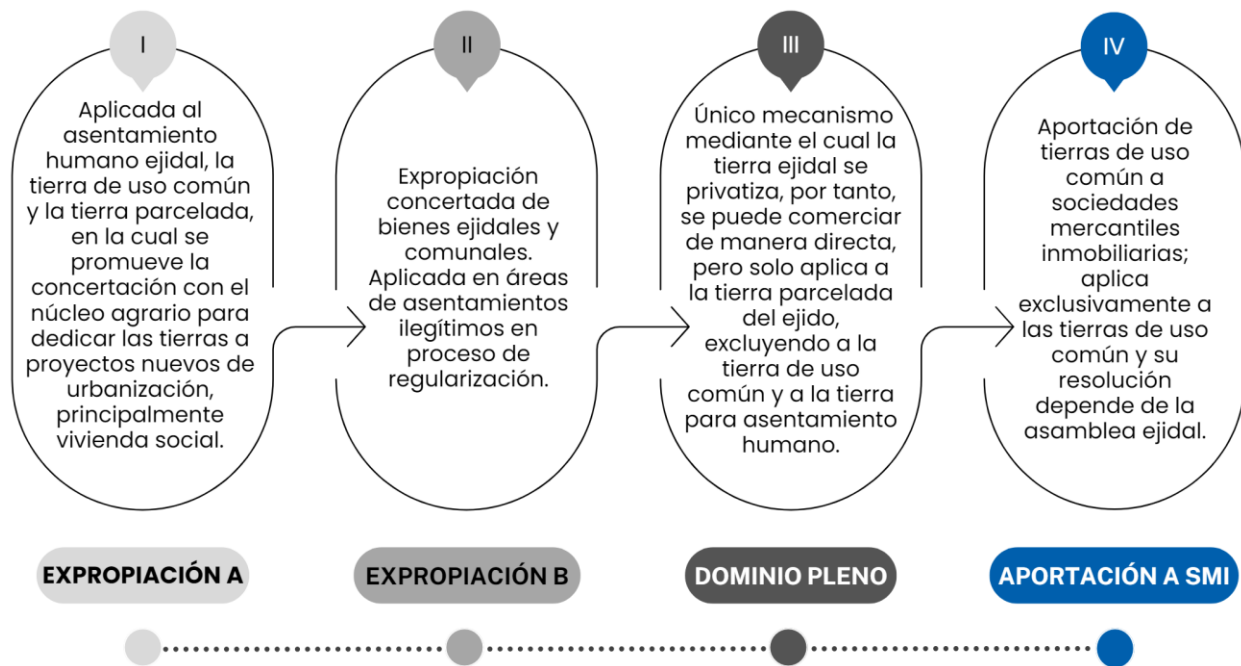 I
Aplicada al
asentamiento
humano ejidal, la
tierra de uso común
y la tierra parcelada,
en la cual se
promueve la
concertación con el
núcleo agrario para
dedicar las tierras a
proyectos nuevos de
urbanización,
principalmente
vivienda social.
EXPROPIACIÓN A
II
Expropiación
concertada de
bienes ejidales y
comunales.
Aplicada en áreas
de asentamientos
ilegítimos en
proceso de
regularización.
EXPROPIACIÓN B
III
Único mecanismo
mediante el cual la
tierra ejidal se
privatiza, por tanto,
se puede comerciar
de manera directa,
pero solo aplica a
la tierra parcelada
del ejido,
excluyendo a la
tierra de uso
común y a la tierra
para asentamiento
humano.
DOMINIO PLENO
IV
Aportación de
tierras de uso
común a
sociedades
mercantiles
inmobiliarias;
aplica
exclusivamente a
las tierras de uso
común y su
resolución
depende de la
asamblea ejidal.
APORTACIÓN A SMI